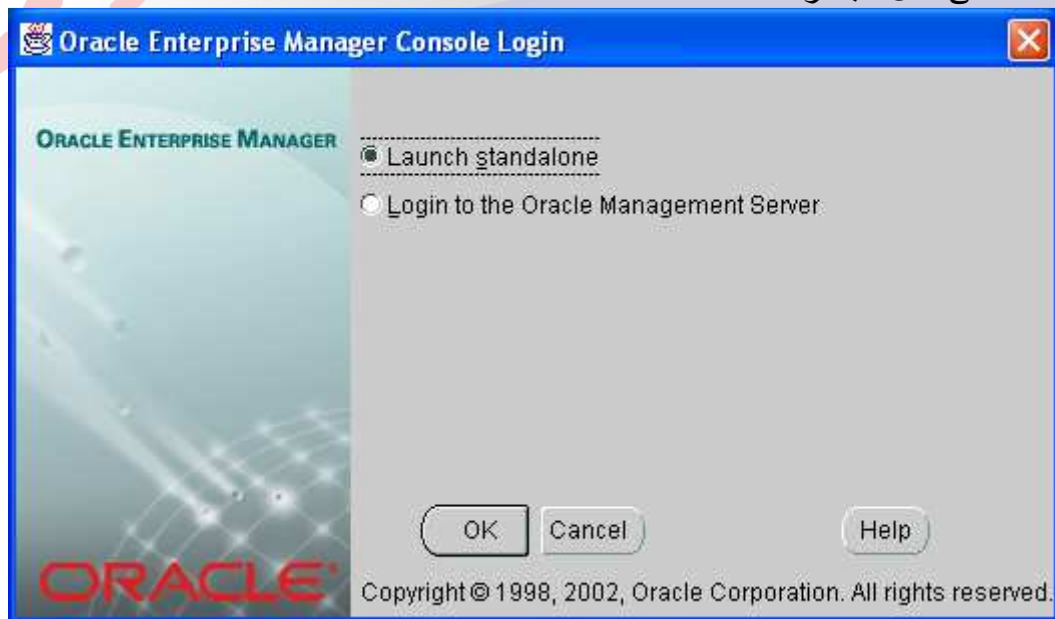 Oracle Enterprise Manager Console Login
ORACLE ENTERPRISE MANAGER
Launch standalone
Login to the Oracle Management Server
OK Cancel Help
ORACLE®
Copyright © 1998, 2002, Oracle Corporation. All rights reserved.